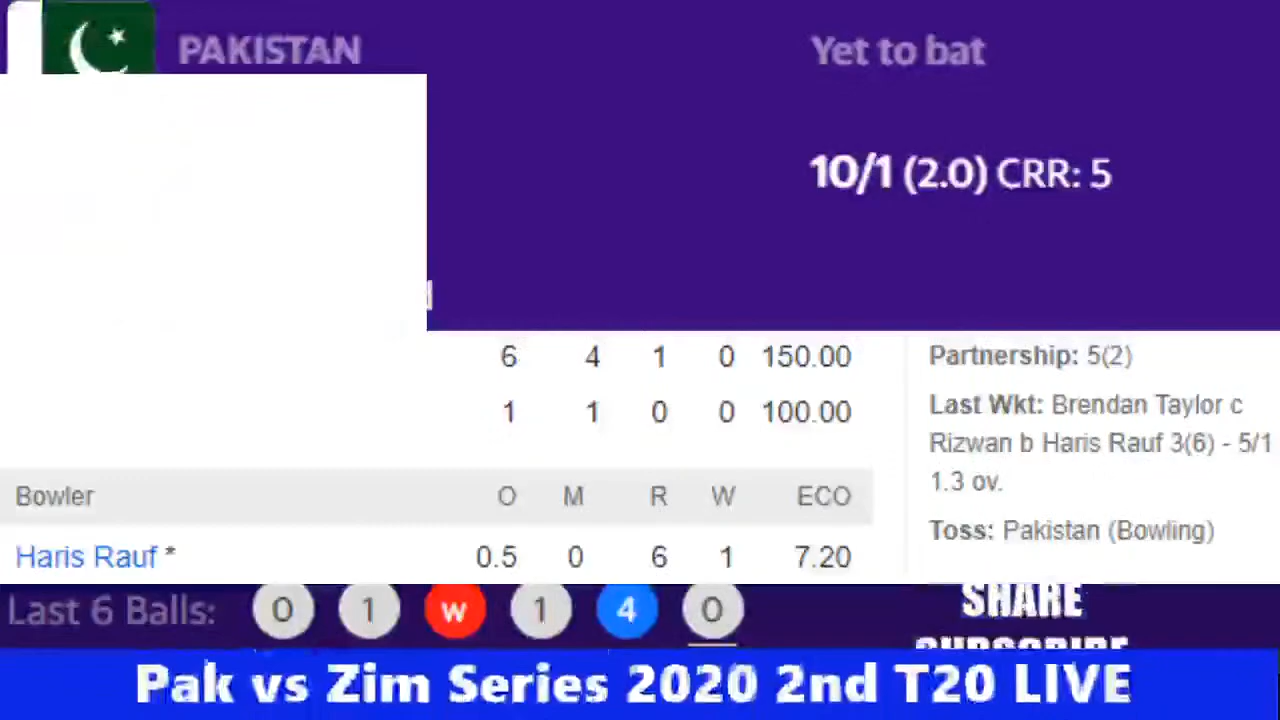 PAKISTAN Yet to bat
10/1 (2.0) CRR: 5
6 4 1 0 150.00
1 1 0 0 100.00
Partnership: 5(2)
Last Wkt: Brendan Taylor c
Rizwan b Haris Rauf 3(6) - 5/1
1.3 ov.
Toss: Pakistan (Bowling)
Bowler O M R W ECO
Haris Rauf * 0.5 0 6 1 7.20
Last 6 Balls: 0 1 w 1 4 0
SHARE
SUBSCRIBE
Pak vs Zim Series 2020 2nd T20 LIVE